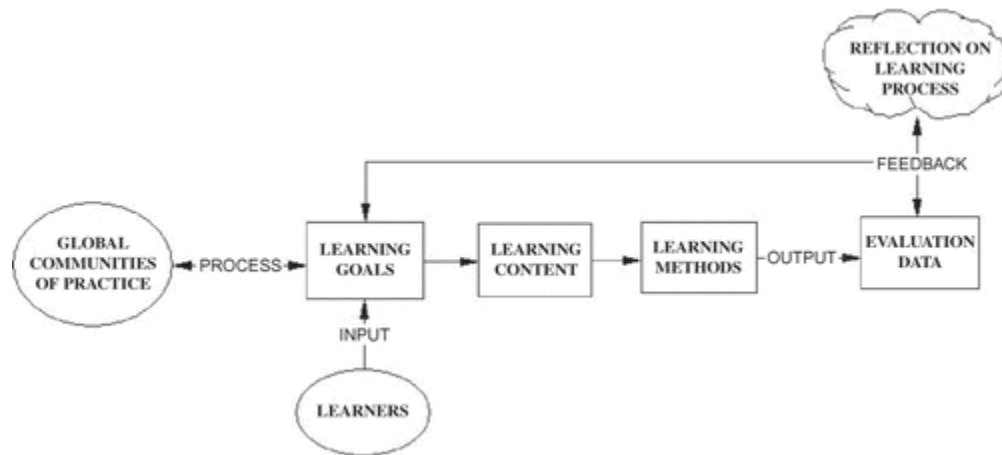 REFLECTION ON
LEARNING
PROCESS
FEEDBACK
GLOBAL
COMMUNITIES
OF PRACTICE
PROCESS
LEARNING
GOALS
LEARNING
CONTENT
LEARNING
METHODS
OUTPUT
EVALUATION
DATA
INPUT
LEARNERS